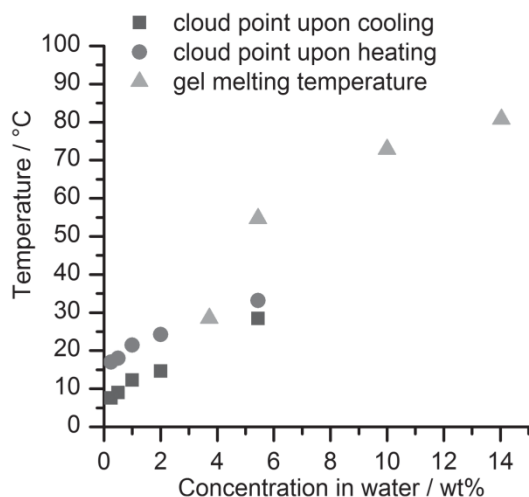 cloud point upon cooling
cloud point upon heating
gel melting temperature
100
90
80
70
60
50
40
30
20
10
0
Temperature / °C
0 2 4 6 8 10 12 14
Concentration in water / wt%